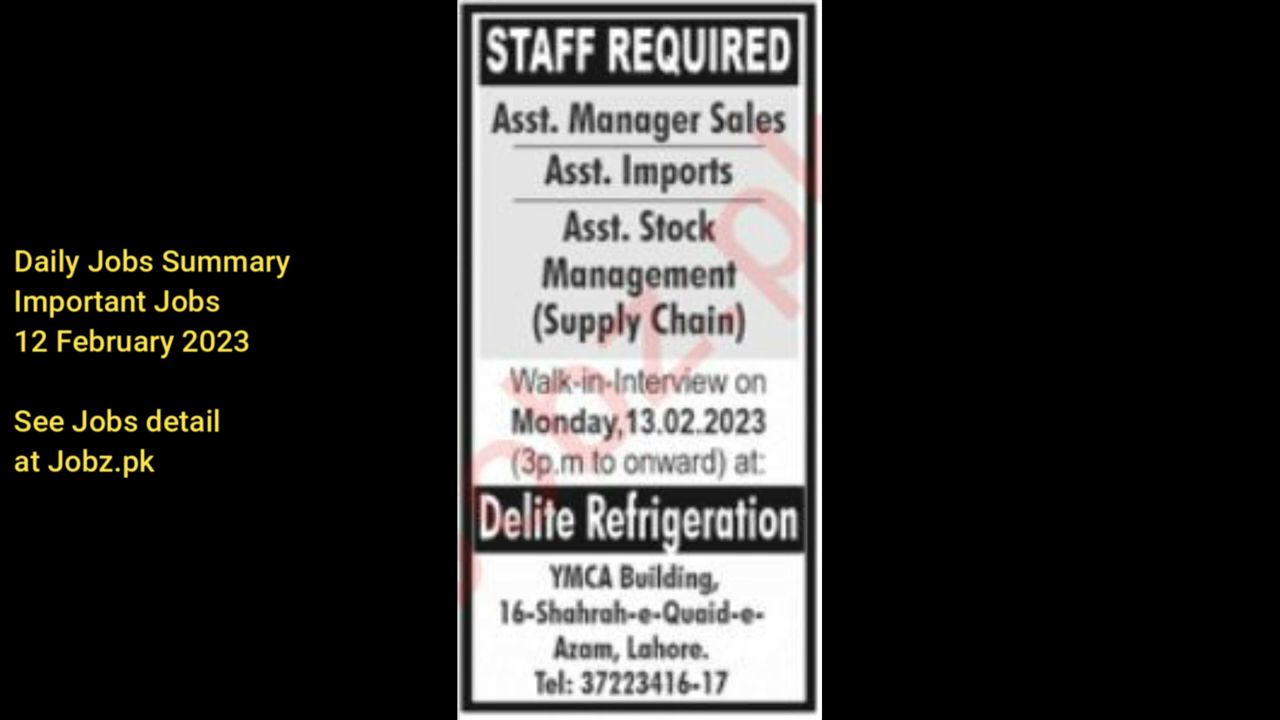 Daily Jobs Summary
Important Jobs
12 February 2023
See Jobs detail
at Jobz.pk
STAFF REQUIRED
Asst. Manager Sales
Asst. Imports
Asst. Stock
Management
(Supply Chain)
Walk-in-Interview on
Monday,13.02.2023
(3p.m to onward) at:
Delite Refrigeration
YMCA Building,
16-Shahrah-e-Quaid-e-
Azam, Lahore.
Tel: 37223416-17